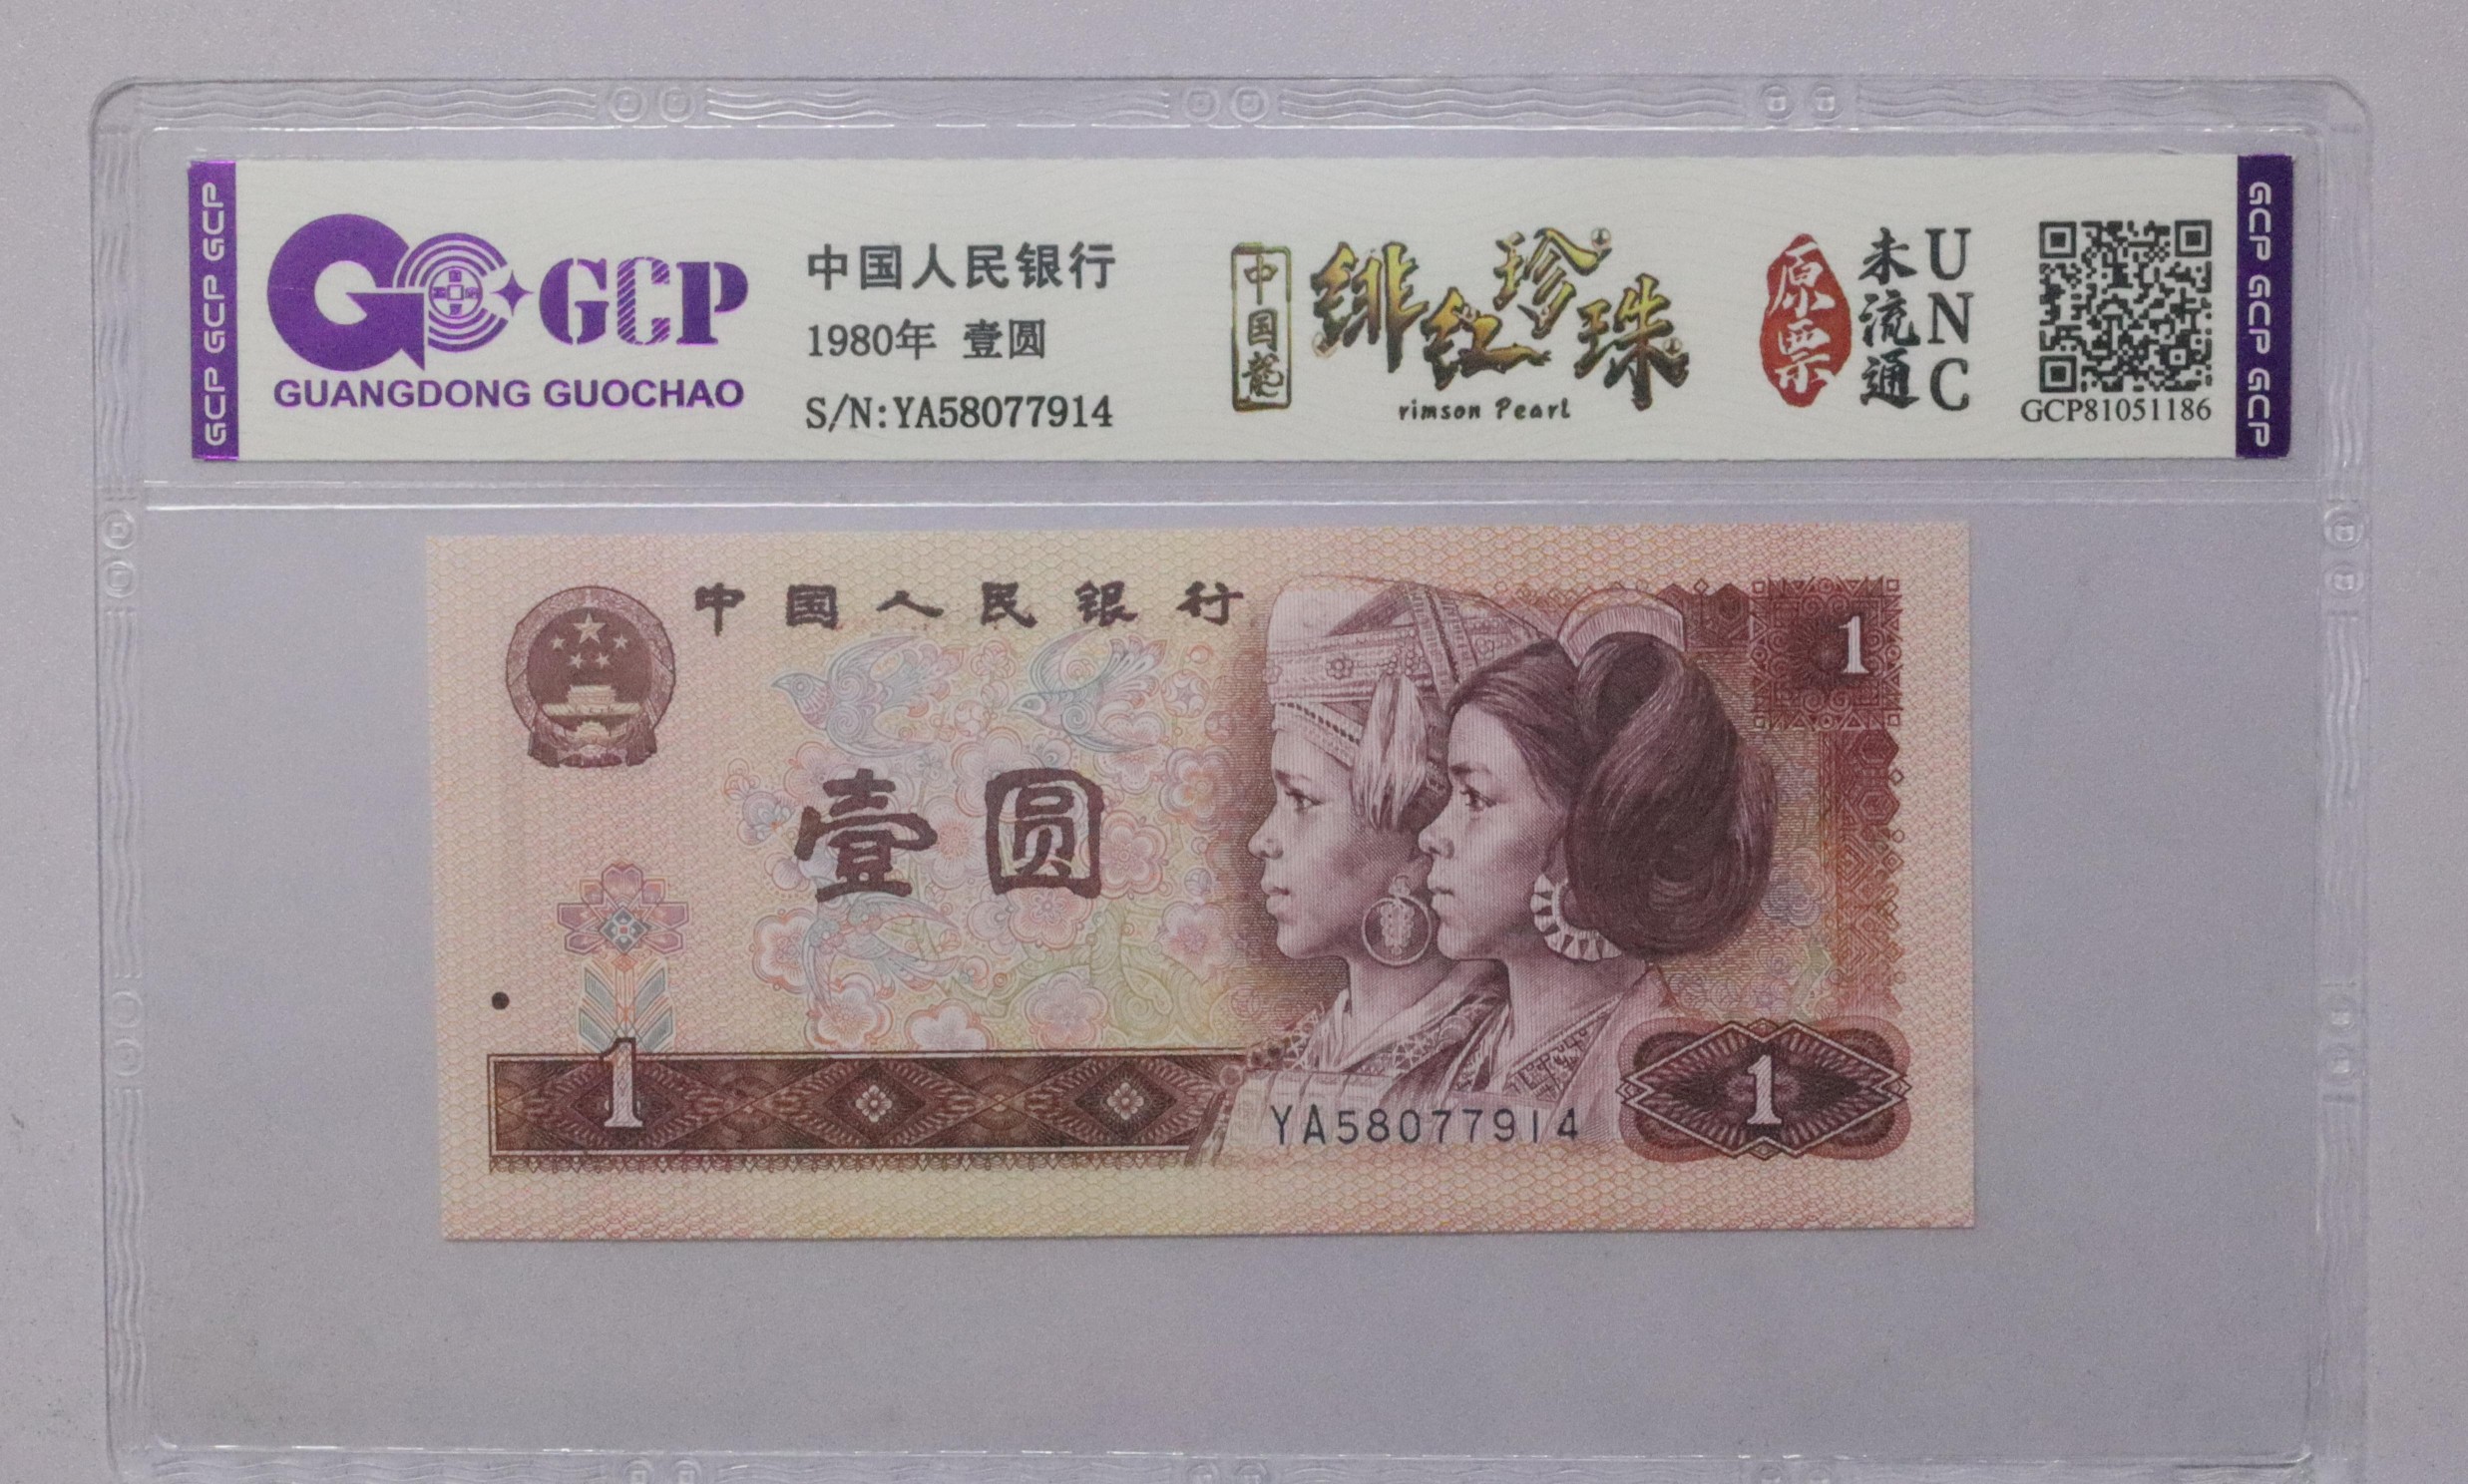 GCP GCP GCP
GCP
GUANGDONG GUOCHAO
中国人民银行
1980年 壹圆
S/N:YA58077914
中国龍
绯红珍珠
rimson Pearl
原票
未流通
UNC
GCP81051186
GCP GCP GCP
中国人民银行
1
壹圆
1
YA58077914
1